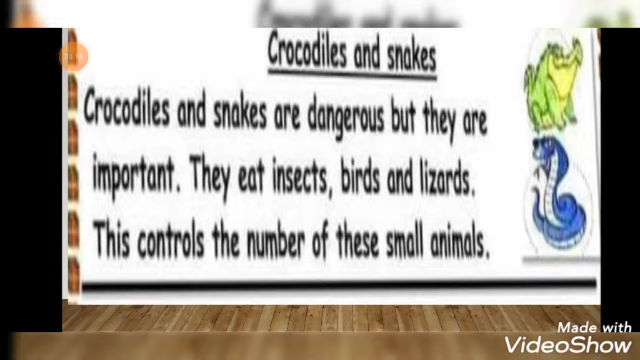 Crocodiles and snakes
Crocodiles and snakes are dangerous but they are
important. They eat insects, birds and lizards.
This controls the number of these small animals.
Made with
VideoShow